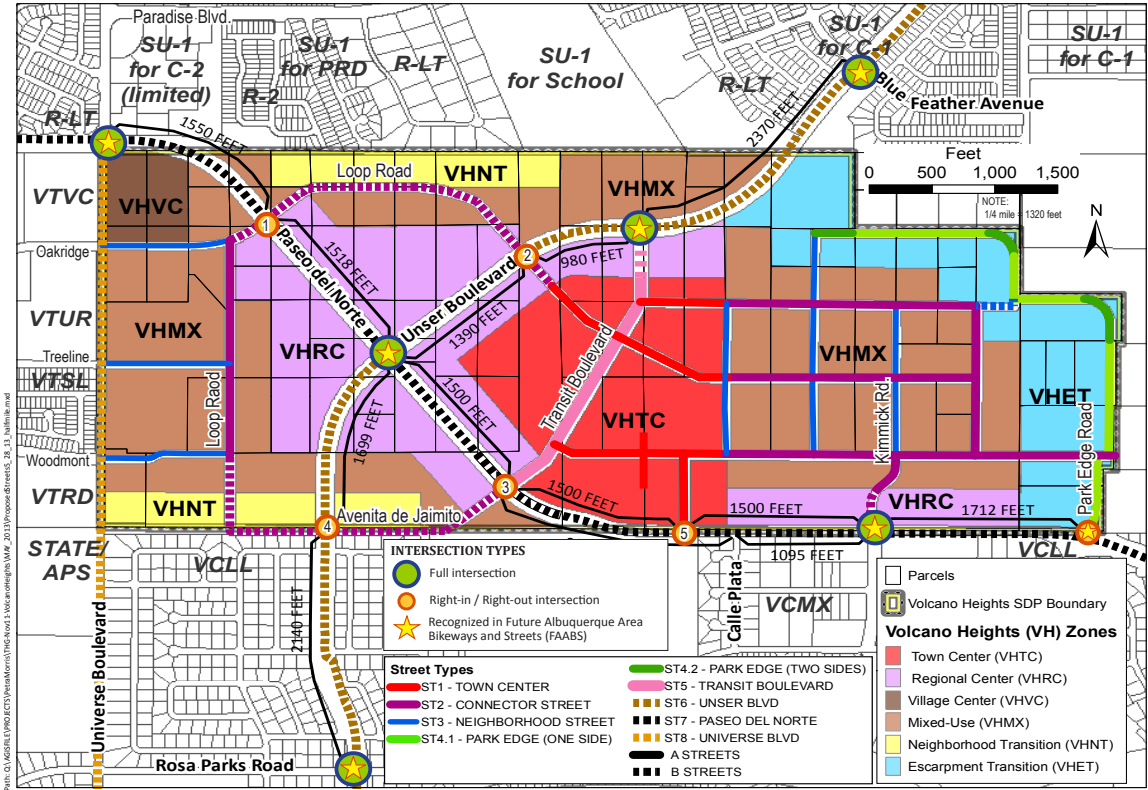 Paradise Blvd.
SU-1
for C-2
(limited)
SU-1
for PRD
R-2
R-LT
SU-1
for School
R-LT
SU-1
for C-1
SU-1
for C-1
R-LT
Blue
Feather Avenue
1550 FEET
2370 FEET
Feet
0 500 1,000 1,500
NOTE:
1/4 mile = 1320 feet
N
VTVC
VHVC
Loop Road
VHNT
VHMX
1
2
980 FEET
Oakridge
Paseo del Norte
1518 FEET
Unser Boulevard
1390 FEET
VTUR
VHMX
VHRC
Transit Boulevard
VHMX
Treeline
VTSL
Loop Raod
1500 FEET
VHTC
Kimmick Rd.
VHET
1699 FEET
Park Edge Road
Woodmont
VTRD
VHNT
3
1500 FEET
1500 FEET
VHRC
1712 FEET
4
Avenita de Jaimito
5
1095 FEET
STATE/
APS
VCLL
VCLL
Calle Plata
VCMX
2140 FEET
Universe Boulevard
Rosa Parks Road
INTERSECTION TYPES
Full intersection
Right-in / Right-out intersection
Recognized in Future Albuquerque Area
Bikeways and Streets (FAABS)
Street Types
ST1 - TOWN CENTER
ST2 - CONNECTOR STREET
ST3 - NEIGHBORHOOD STREET
ST4.1 - PARK EDGE (ONE SIDE)
ST4.2 - PARK EDGE (TWO SIDES)
ST5 - TRANSIT BOULEVARD
ST6 - UNSER BLVD
ST7 - PASEO DEL NORTE
ST8 - UNIVERSE BLVD
A STREETS
B STREETS
Parcels
Volcano Heights SDP Boundary
Volcano Heights (VH) Zones
Town Center (VHTC)
Regional Center (VHRC)
Village Center (VHVC)
Mixed-Use (VHMX)
Neighborhood Transition (VHNT)
Escarpment Transition (VHET)